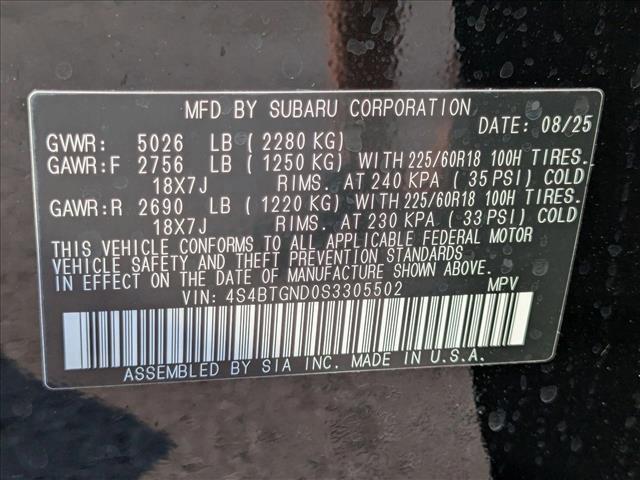 MFD BY SUBARU CORPORATION DATE: 08/25
GVWR: 5026 LB ( 2280 KG)
GAWR:F 2756 LB ( 1250 KG) WITH 225/60R18 100H TIRES.
18X7J RIMS. AT 240 KPA ( 35 PSI) COLD
GAWR:R 2690 LB ( 1220 KG) WITH 225/60R18 100H TIRES.
18X7J RIMS. AT 230 KPA ( 33 PSI) COLD
THIS VEHICLE CONFORMS TO ALL APPLICABLE FEDERAL MOTOR
VEHICLE SAFETY AND THEFT PREVENTION STANDARDS
IN EFFECT ON THE DATE OF MANUFACTURE SHOWN ABOVE.
VIN: 4S4BTGND0S3305502 MPV
ASSEMBLED BY SIA INC. MADE IN U.S.A.